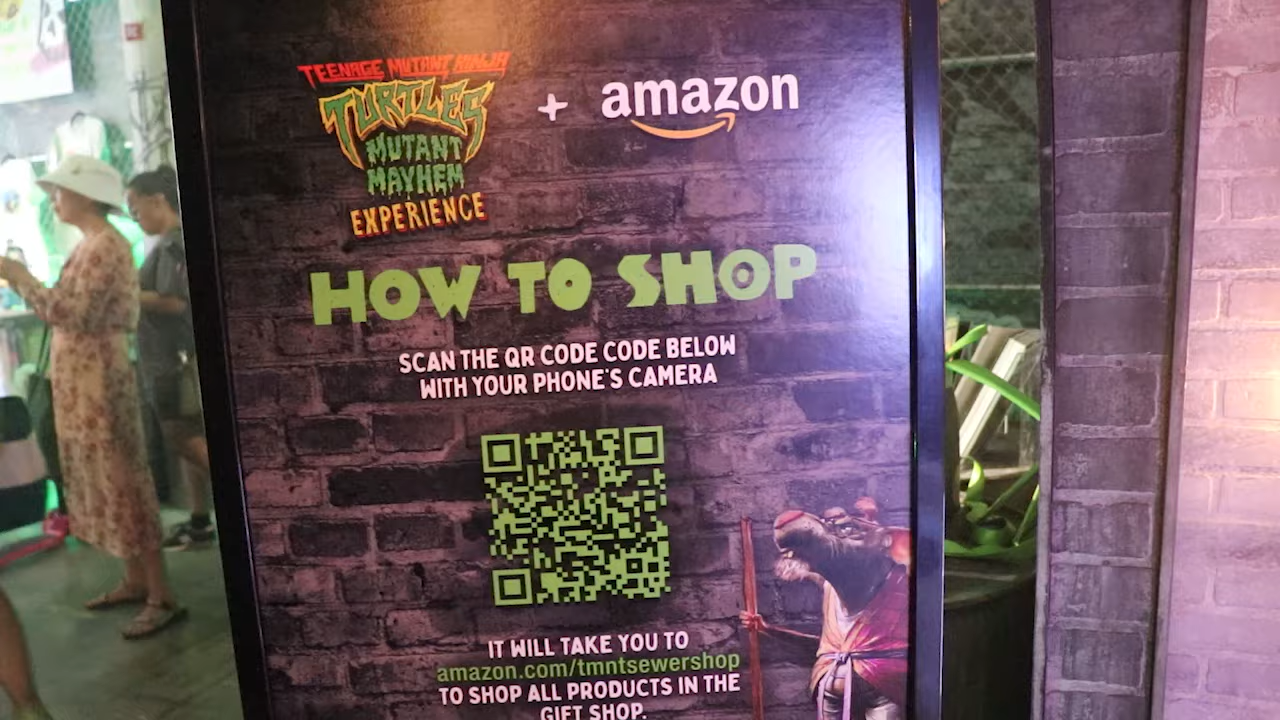 TEENAGE MUTANT NINJA
TURTLES
MUTANT
MAYHEM
EXPERIENCE
+ amazon
HOW TO SHOP
SCAN THE QR CODE CODE BELOW
WITH YOUR PHONE'S CAMERA
IT WILL TAKE YOU TO
amazon.com/tmntsewershop
TO SHOP ALL PRODUCTS IN THE
GIFT SHOP.